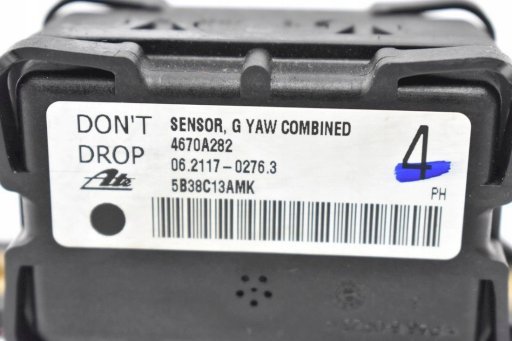 DON'T
DROP
Ate
SENSOR, G YAW COMBINED
4670A282
06.2117-0276.3
5B38C13AMK
4
PH